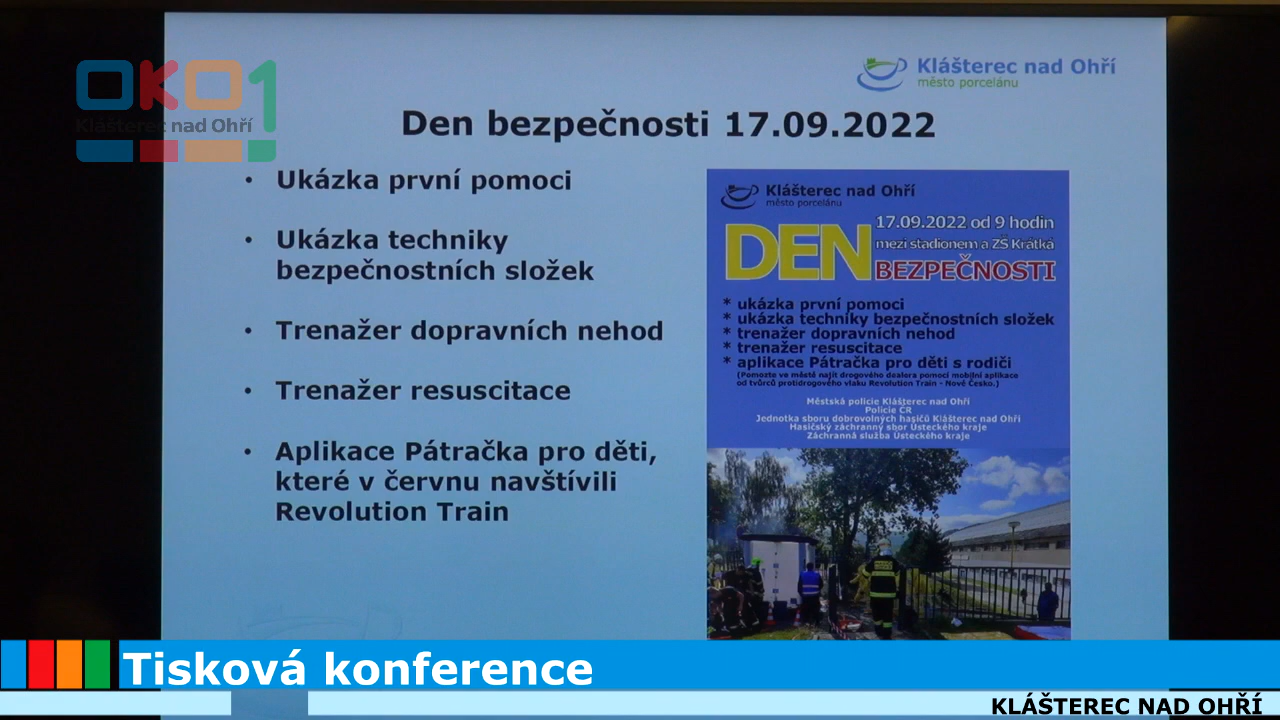 OKO1
Klášterec nad Ohří
Klášterec nad Ohří
město porcelánu
Den bezpečnosti 17.09.2022
• Ukázka první pomoci
• Ukázka techniky
bezpečnostních složek
• Trenažer dopravních nehod
• Trenažer resuscitace
• Aplikace Pátračka pro děti,
které v červnu navštívili
Revolution Train
Klášterec nad Ohří
město porcelánu
DEN
17.09.2022 od 9 hodin
mezi stadionem a ZŠ Krátká
BEZPEČNOSTI
* ukázka první pomoci
* ukázka techniky bezpečnostních složek
* trenažer dopravních nehod
* trenažer resuscitace
* aplikace Pátračka pro děti s rodiči
(Pomozte ve městě najít drogového dealera pomocí mobilní aplikace
od tvůrců protidrogového vlaku Revolution Train - Nové Česko.)
Městská policie Klášterec nad Ohří
Policie ČR
Jednotka sboru dobrovolných hasičů Klášterec nad Ohří
Hasičský záchranný sbor Ústeckého kraje
Záchranná služba Ústeckého kraje
Tisková konference
KLÁŠTEREC NAD OHŘÍ